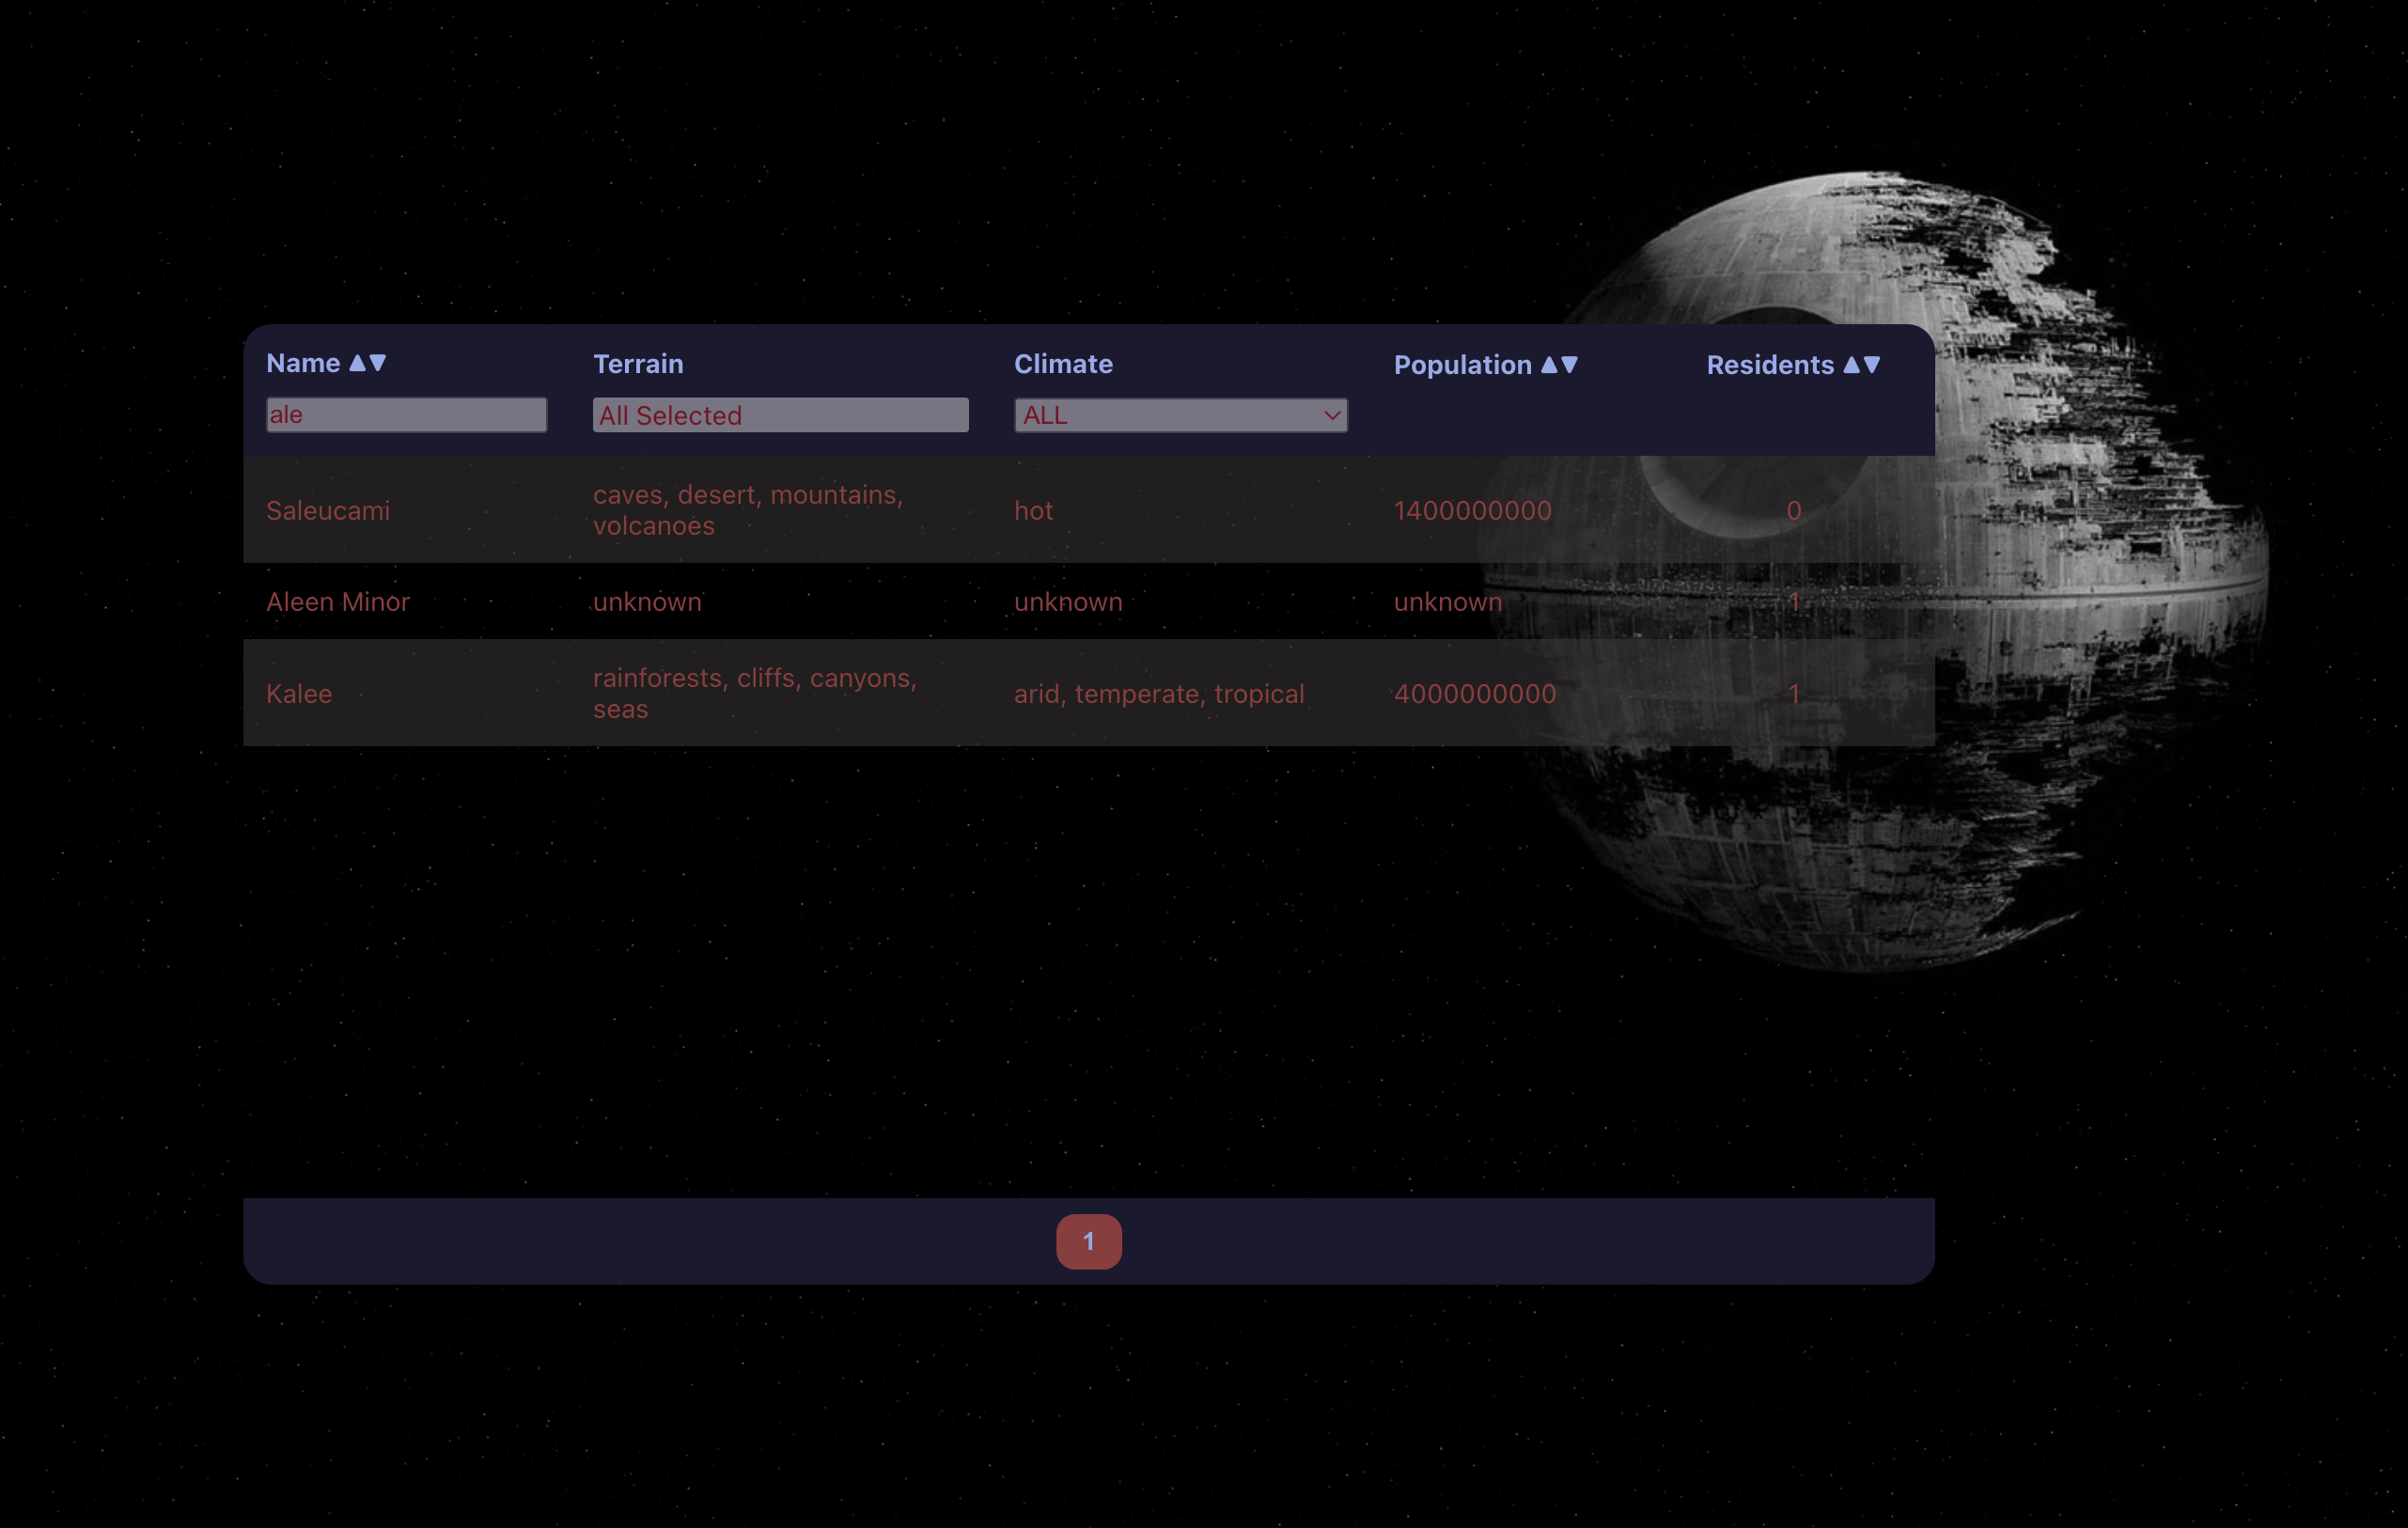 Name ▲▼ Terrain Climate Population ▲▼ Residents ▲▼
ale All Selected ALL
Saleucami caves, desert, mountains, hot 1400000000 0
volcanoes
Aleen Minor unknown unknown unknown 1
Kalee rainforests, cliffs, canyons, arid, temperate, tropical 4000000000 1
seas
1